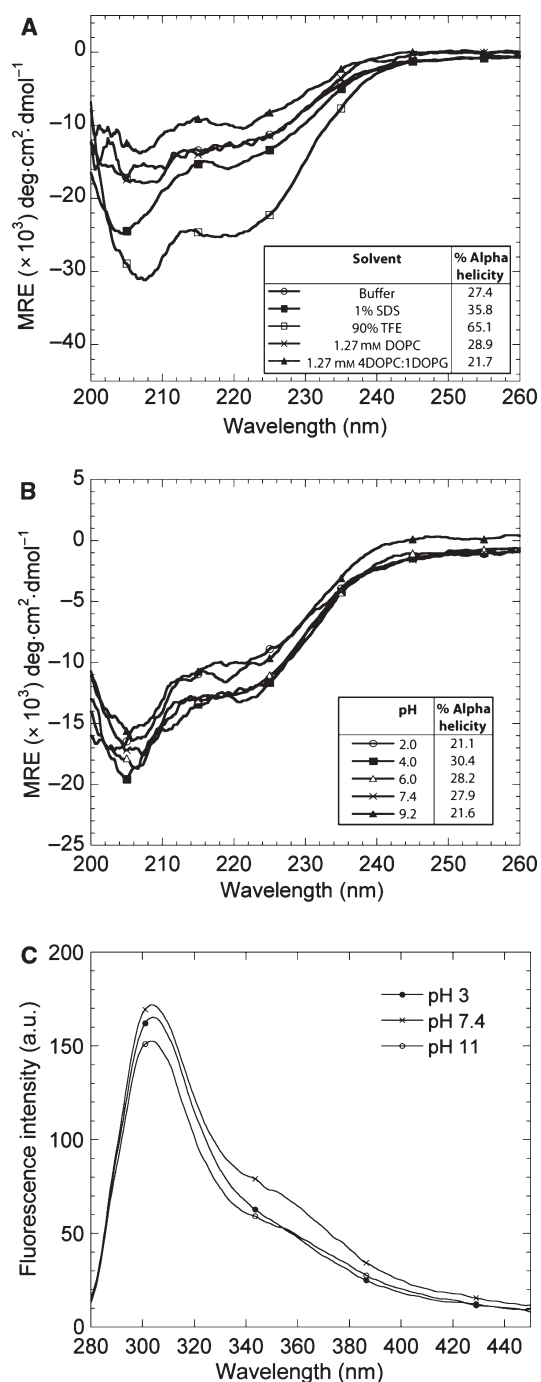 A
0
−10
−20
−30
−40
MRE (× 10³) deg·cm²·dmol⁻¹
Solvent % Alpha helicity
Buffer 27.4
1% SDS 35.8
90% TFE 65.1
1.27 mM DOPC 28.9
1.27 mM 4DOPC:1DOPG 21.7
200 210 220 230 240 250 260
Wavelength (nm)
B
5
0
−5
−10
−15
−20
−25
MRE (× 10³) deg·cm²·dmol⁻¹
pH % Alpha helicity
2.0 21.1
4.0 30.4
6.0 28.2
7.4 27.9
9.2 21.6
200 210 220 230 240 250 260
Wavelength (nm)
C
200
150
100
50
0
Fluorescence intensity (a.u.)
pH 3
pH 7.4
pH 11
280 300 320 340 360 380 400 420 440
Wavelength (nm)